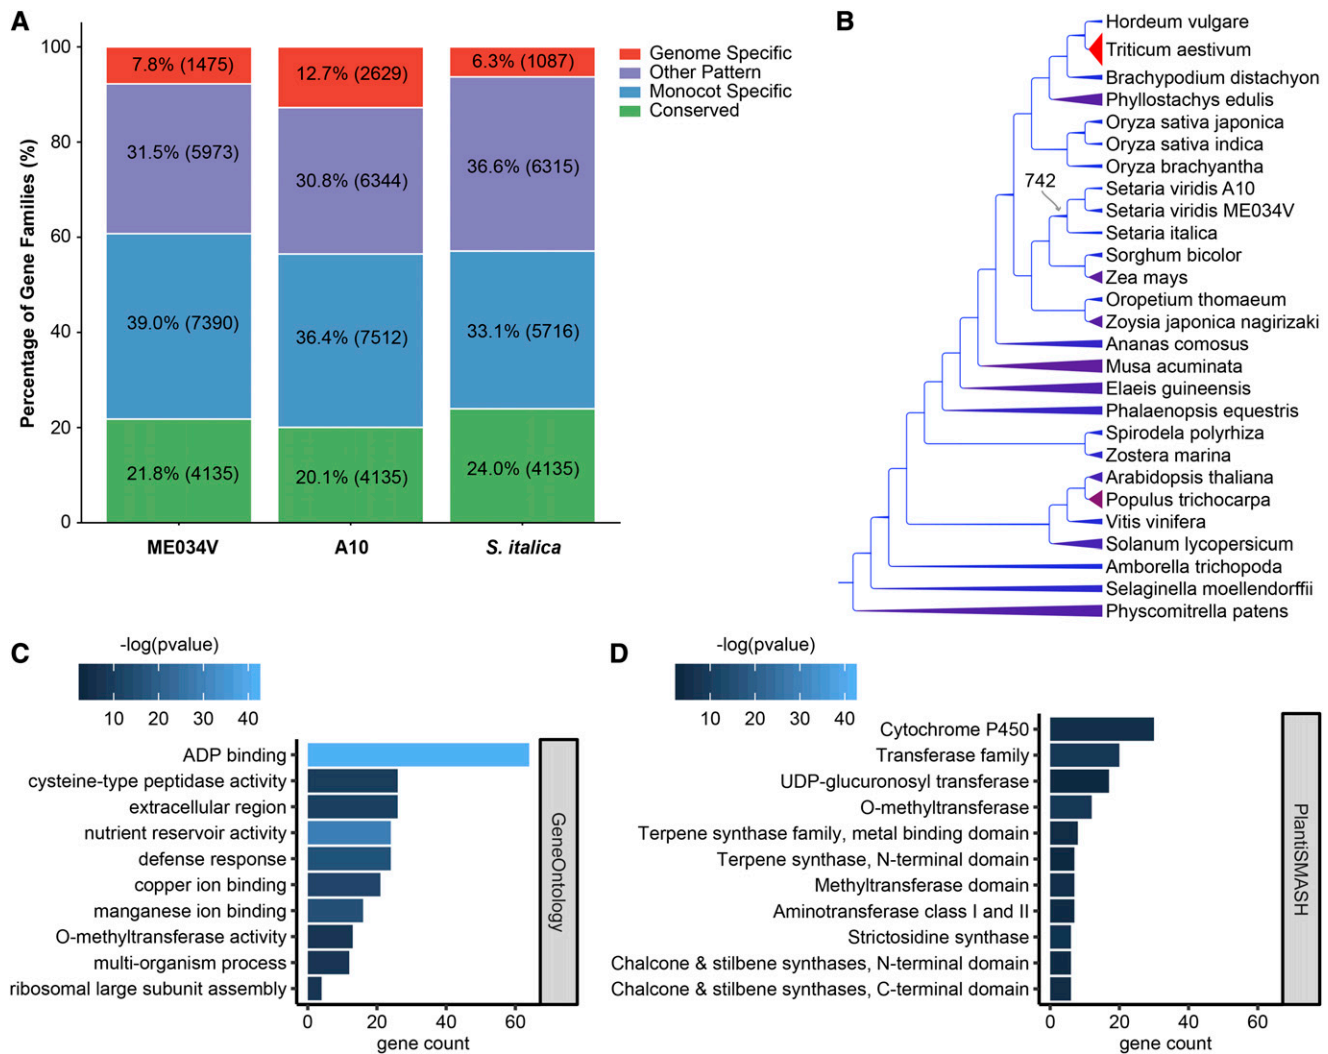 A
Percentage of Gene Families (%)
100
80
60
40
20
0
7.8% (1475)
31.5% (5973)
39.0% (7390)
21.8% (4135)
12.7% (2629)
30.8% (6344)
36.4% (7512)
20.1% (4135)
6.3% (1087)
36.6% (6315)
33.1% (5716)
24.0% (4135)
ME034V
A10
S. italica
Genome Specific
Other Pattern
Monocot Specific
Conserved
B
742
Hordeum vulgare
Triticum aestivum
Brachypodium distachyon
Phyllostachys edulis
Oryza sativa japonica
Oryza sativa indica
Oryza brachyantha
Setaria viridis A10
Setaria viridis ME034V
Setaria italica
Sorghum bicolor
Zea mays
Oropetium thomaeum
Zoysia japonica nagirizaki
Ananas comosus
Musa acuminata
Elaeis guineensis
Phalaenopsis equestris
Spirodela polyrhiza
Zostera marina
Arabidopsis thaliana
Populus trichocarpa
Vitis vinifera
Solanum lycopersicum
Amborella trichopoda
Selaginella moellendorffii
Physcomitrella patens
C
-log(pvalue)
10 20 30 40
ADP binding
cysteine-type peptidase activity
extracellular region
nutrient reservoir activity
defense response
copper ion binding
manganese ion binding
O-methyltransferase activity
multi-organism process
ribosomal large subunit assembly
0 20 40 60
gene count
GeneOntology
D
-log(pvalue)
10 20 30 40
Cytochrome P450
Transferase family
UDP-glucuronosyl transferase
O-methyltransferase
Terpene synthase family, metal binding domain
Terpene synthase, N-terminal domain
Methyltransferase domain
Aminotransferase class I and II
Strictosidine synthase
Chalcone & stilbene synthases, N-terminal domain
Chalcone & stilbene synthases, C-terminal domain
0 20 40 60
gene count
PlantiSMASH